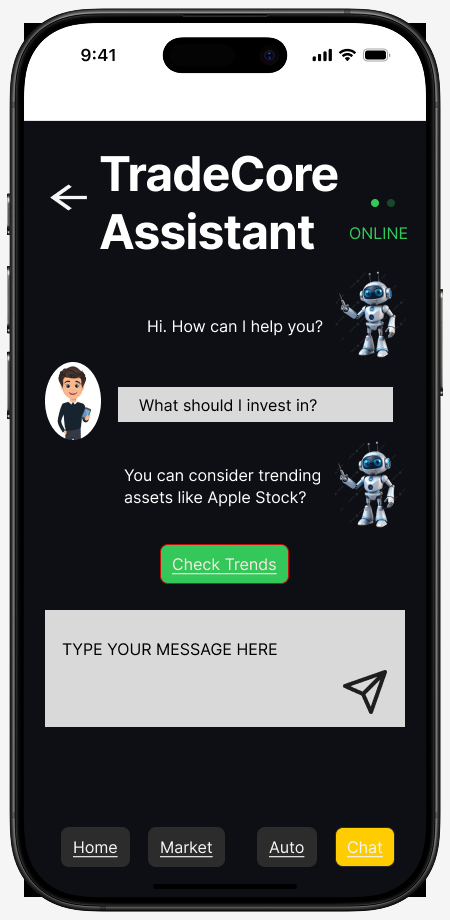 9:41
TradeCore
Assistant
ONLINE
Hi. How can I help you?
What should I invest in?
You can consider trending
assets like Apple Stock?
Check Trends
TYPE YOUR MESSAGE HERE
Home Market Auto Chat